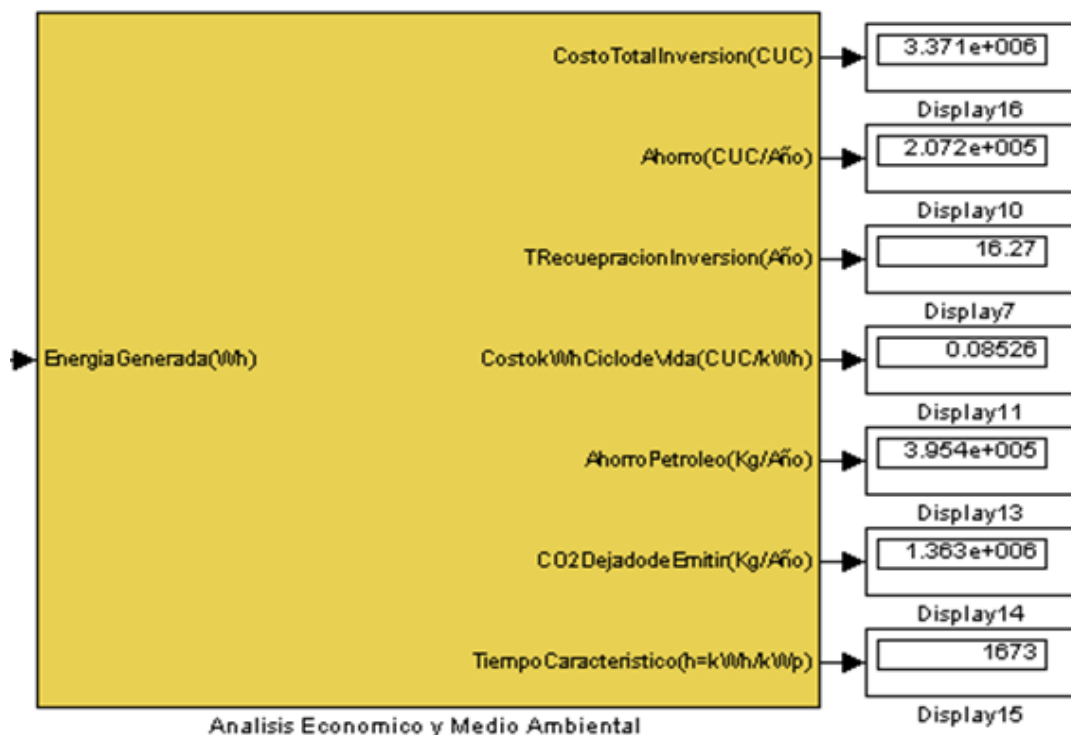 CostoTotalInversion(CUC)
3.371e+006
Display16
Ahorro(CUC/Año)
2.072e+005
Display10
TRecuepracionInversion(Año)
16.27
Display7
EnergiaGenerada(Wh)
CostokWhCiclodeVida(CUC/kWh)
0.08526
Display11
AhorroPetroleo(Kg/Año)
3.954e+005
Display13
CO2DejadodeEmitir(Kg/Año)
1.363e+006
Display14
TiempoCaracteristico(h=kWh/kWp)
1673
Display15
Analisis Economico y Medio Ambiental